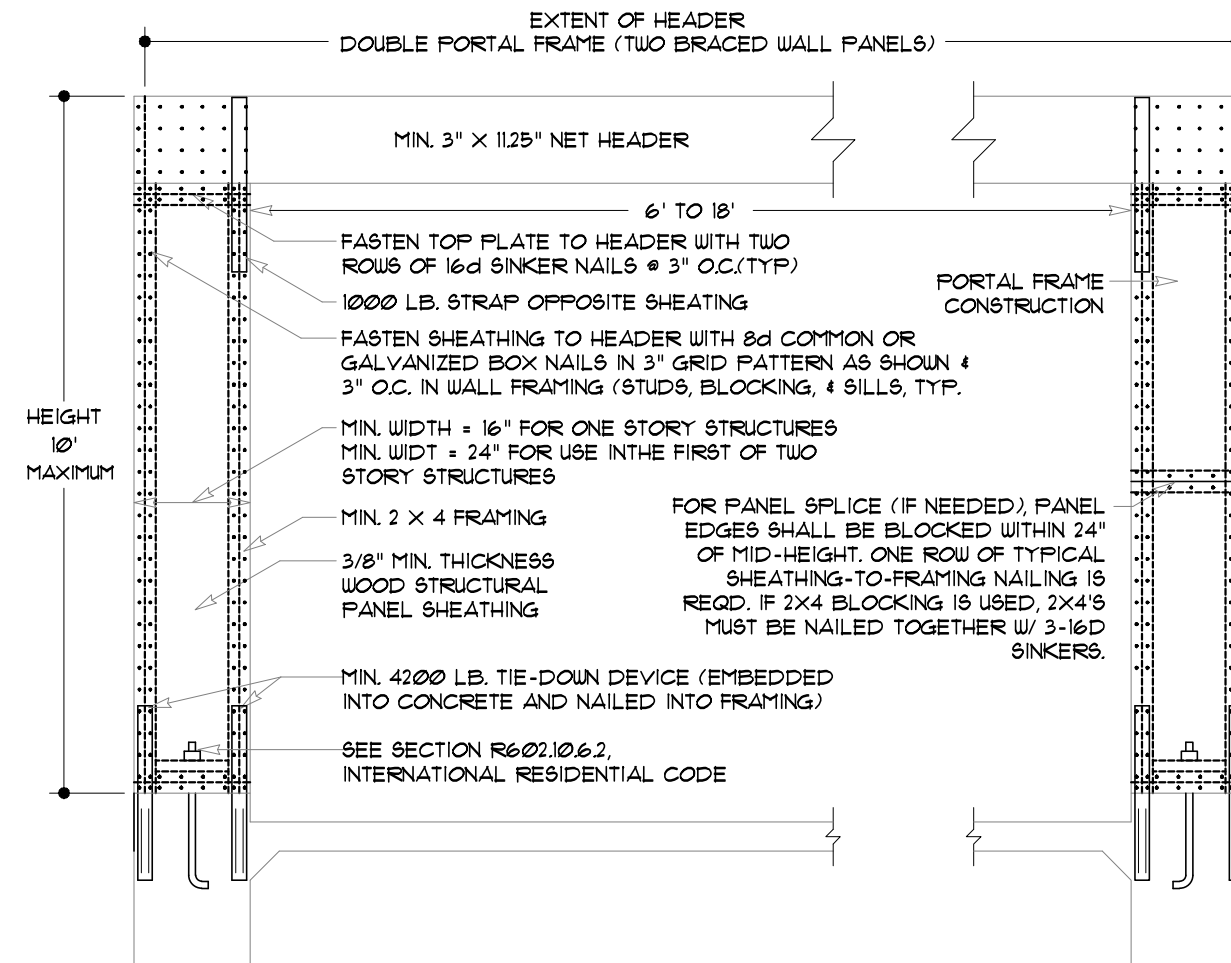 EXTENT OF HEADER
DOUBLE PORTAL FRAME (TWO BRACED WALL PANELS)
MIN. 3" X 11.25" NET HEADER
6' TO 18'
FASTEN TOP PLATE TO HEADER WITH TWO
ROWS OF 16d SINKER NAILS @ 3" O.C.(TYP)
1000 LB. STRAP OPPOSITE SHEATING
PORTAL FRAME
CONSTRUCTION
FASTEN SHEATHING TO HEADER WITH 8d COMMON OR
GALVANIZED BOX NAILS IN 3" GRID PATTERN AS SHOWN &
3" O.C. IN WALL FRAMING (STUDS, BLOCKING, & SILLS, TYP.
HEIGHT
10'
MAXIMUM
MIN. WIDTH = 16" FOR ONE STORY STRUCTURES
MIN. WIDT = 24" FOR USE INTHE FIRST OF TWO
STORY STRUCTURES
MIN. 2 X 4 FRAMING
3/8" MIN. THICKNESS
WOOD STRUCTURAL
PANEL SHEATHING
FOR PANEL SPLICE (IF NEEDED), PANEL
EDGES SHALL BE BLOCKED WITHIN 24"
OF MID-HEIGHT. ONE ROW OF TYPICAL
SHEATHING-TO-FRAMING NAILING IS
REQD. IF 2X4 BLOCKING IS USED, 2X4'S
MUST BE NAILED TOGETHER W/ 3-16D
SINKERS.
MIN. 4200 LB. TIE-DOWN DEVICE (EMBEDDED
INTO CONCRETE AND NAILED INTO FRAMING)
SEE SECTION R602.10.6.2,
INTERNATIONAL RESIDENTIAL CODE